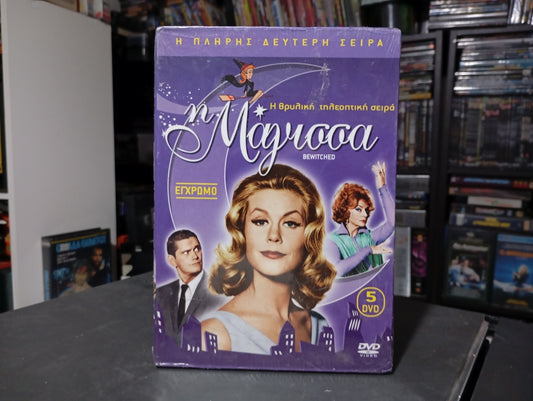 Η ΠΛΗΡΗΣ ΔΕΥΤΕΡΗ ΣΕΙΡΑ
Η θρυλική τηλεοπτική σειρά
η Μάγισσα
BEWITCHED
ΕΓΧΡΩΜΟ
5
DVD
DVD
VIDEO